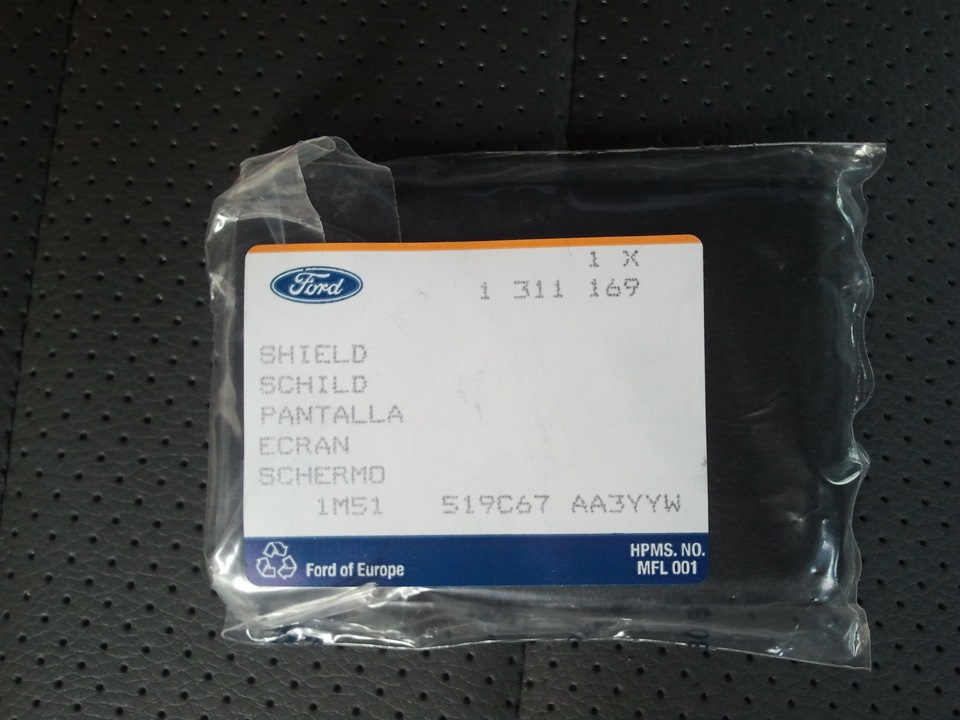 1 X
Ford
1 311 169
SHIELD
SCHILD
PANTALLA
ECRAN
SCHERMO
1M51 519C67 AA3YYW
Ford of Europe
HPMS. NO.
MFL 001